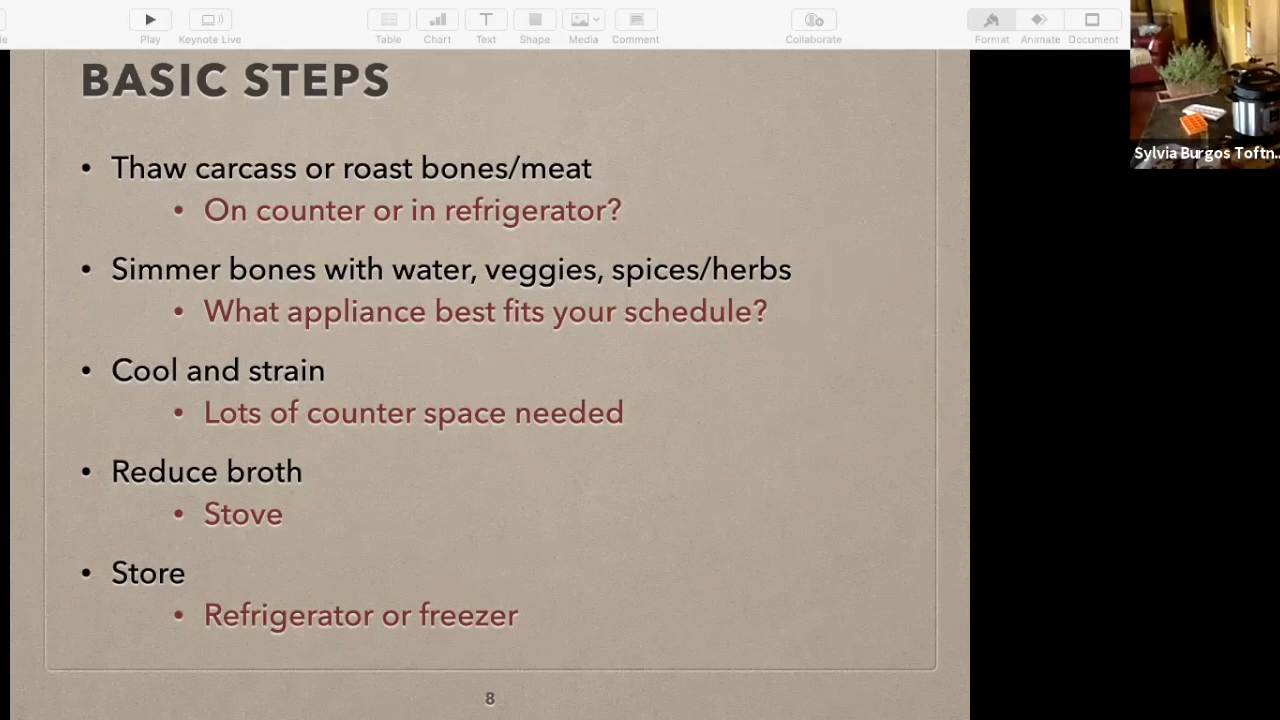 Play
Keynote Live
Table
Chart
Text
Shape
Media
Comment
Collaborate
Format
Animate
Document
Sylvia Burgos Toftn...
BASIC STEPS
• Thaw carcass or roast bones/meat
• On counter or in refrigerator?
• Simmer bones with water, veggies, spices/herbs
• What appliance best fits your schedule?
• Cool and strain
• Lots of counter space needed
• Reduce broth
• Stove
• Store
• Refrigerator or freezer
8